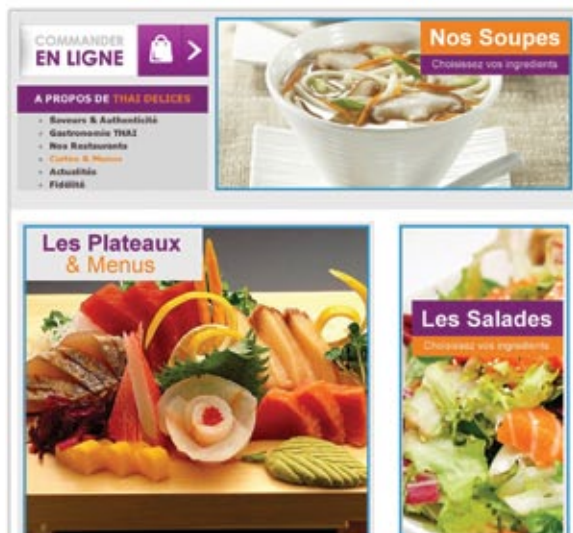 COMMANDER
EN LIGNE
A PROPOS DE THAI DELICES
Saveurs & Authenticité
Gastronomie THAI
Nos Restaurants
Cartes & Menus
Actualités
Fidélité
Nos Soupes
Choisissez vos ingredients
Les Plateaux
& Menus
Les Salades
Choisissez vos ingredients